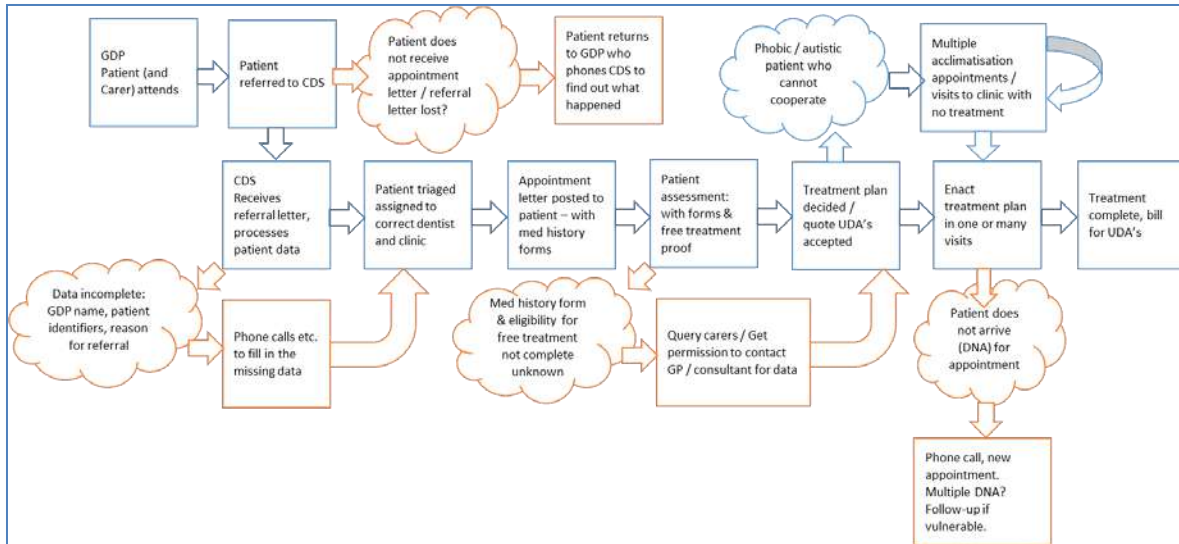 GDP
Patient (and
Carer) attends
Patient
referred to CDS
Patient does
not receive
appointment
letter / referral
letter lost?
Patient returns
to GDP who
phones CDS to
find out what
happened
Phobic / autistic
patient who
cannot
cooperate
Multiple
acclimatisation
appointments /
visits to clinic with
no treatment
CDS
Receives
referral letter,
processes
patient data
Patient triaged
assigned to
correct dentist
and clinic
Appointment
letter posted to
patient – with
med history
forms
Patient
assessment:
with forms &
free treatment
proof
Treatment plan
decided /
quote UDA's
accepted
Enact
treatment plan
in one or many
visits
Treatment
complete, bill
for UDA's
Data incomplete:
GDP name, patient
identifiers, reason
for referral
Phone calls etc.
to fill in the
missing data
Med history form
& eligibility for
free treatment
not complete
unknown
Query carers / Get
permission to contact
GP / consultant for data
Patient does
not arrive
(DNA) for
appointment
Phone call, new
appointment.
Multiple DNA?
Follow-up if
vulnerable.